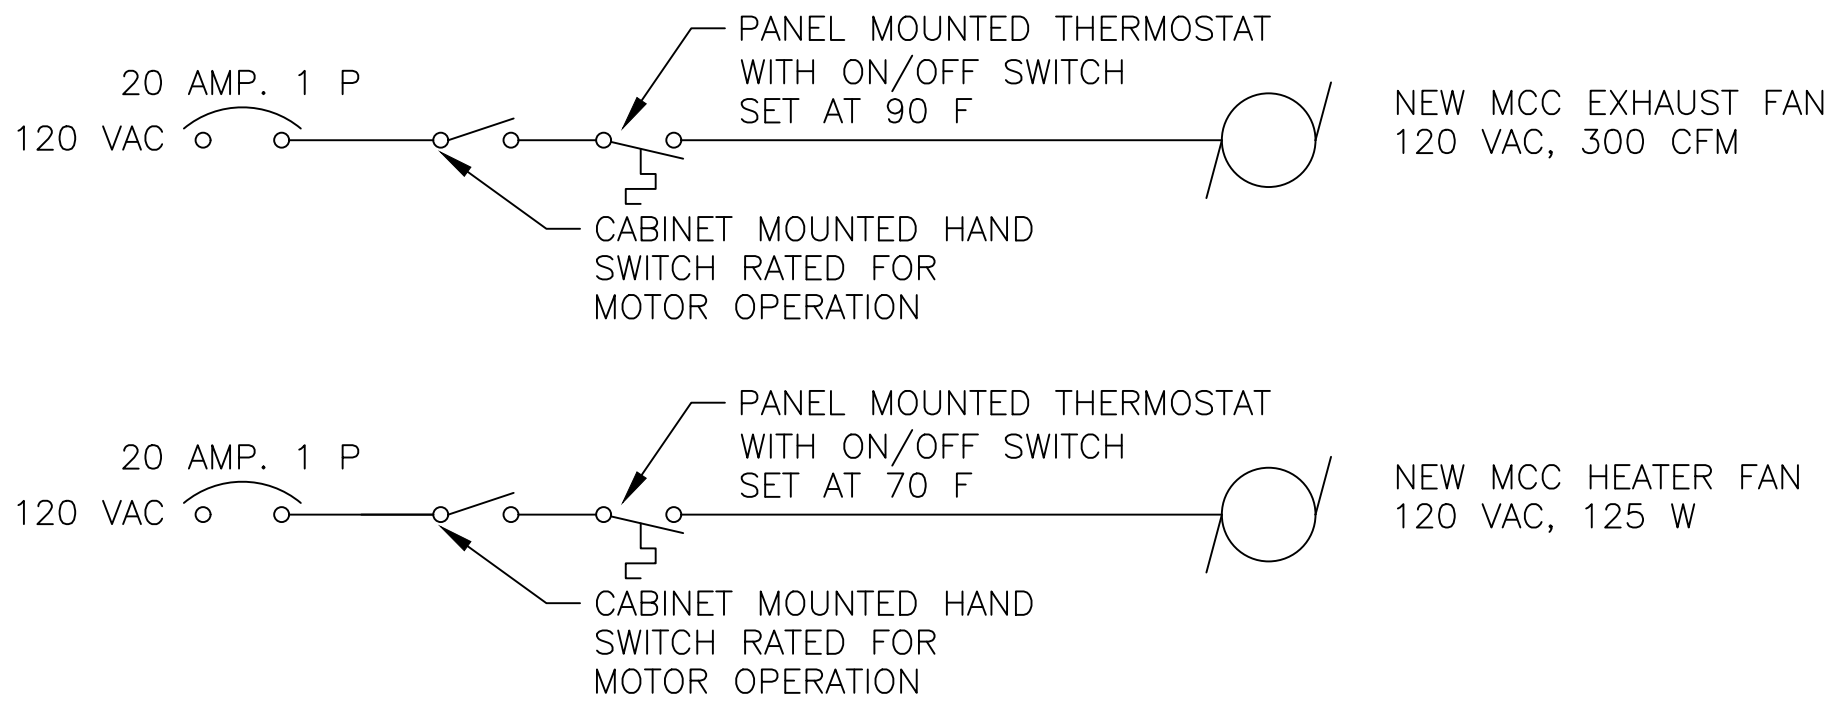 PANEL MOUNTED THERMOSTAT
WITH ON/OFF SWITCH
SET AT 90 F
20 AMP. 1 P
120 VAC
NEW MCC EXHAUST FAN
120 VAC, 300 CFM
CABINET MOUNTED HAND
SWITCH RATED FOR
MOTOR OPERATION
PANEL MOUNTED THERMOSTAT
WITH ON/OFF SWITCH
SET AT 70 F
20 AMP. 1 P
120 VAC
NEW MCC HEATER FAN
120 VAC, 125 W
CABINET MOUNTED HAND
SWITCH RATED FOR
MOTOR OPERATION